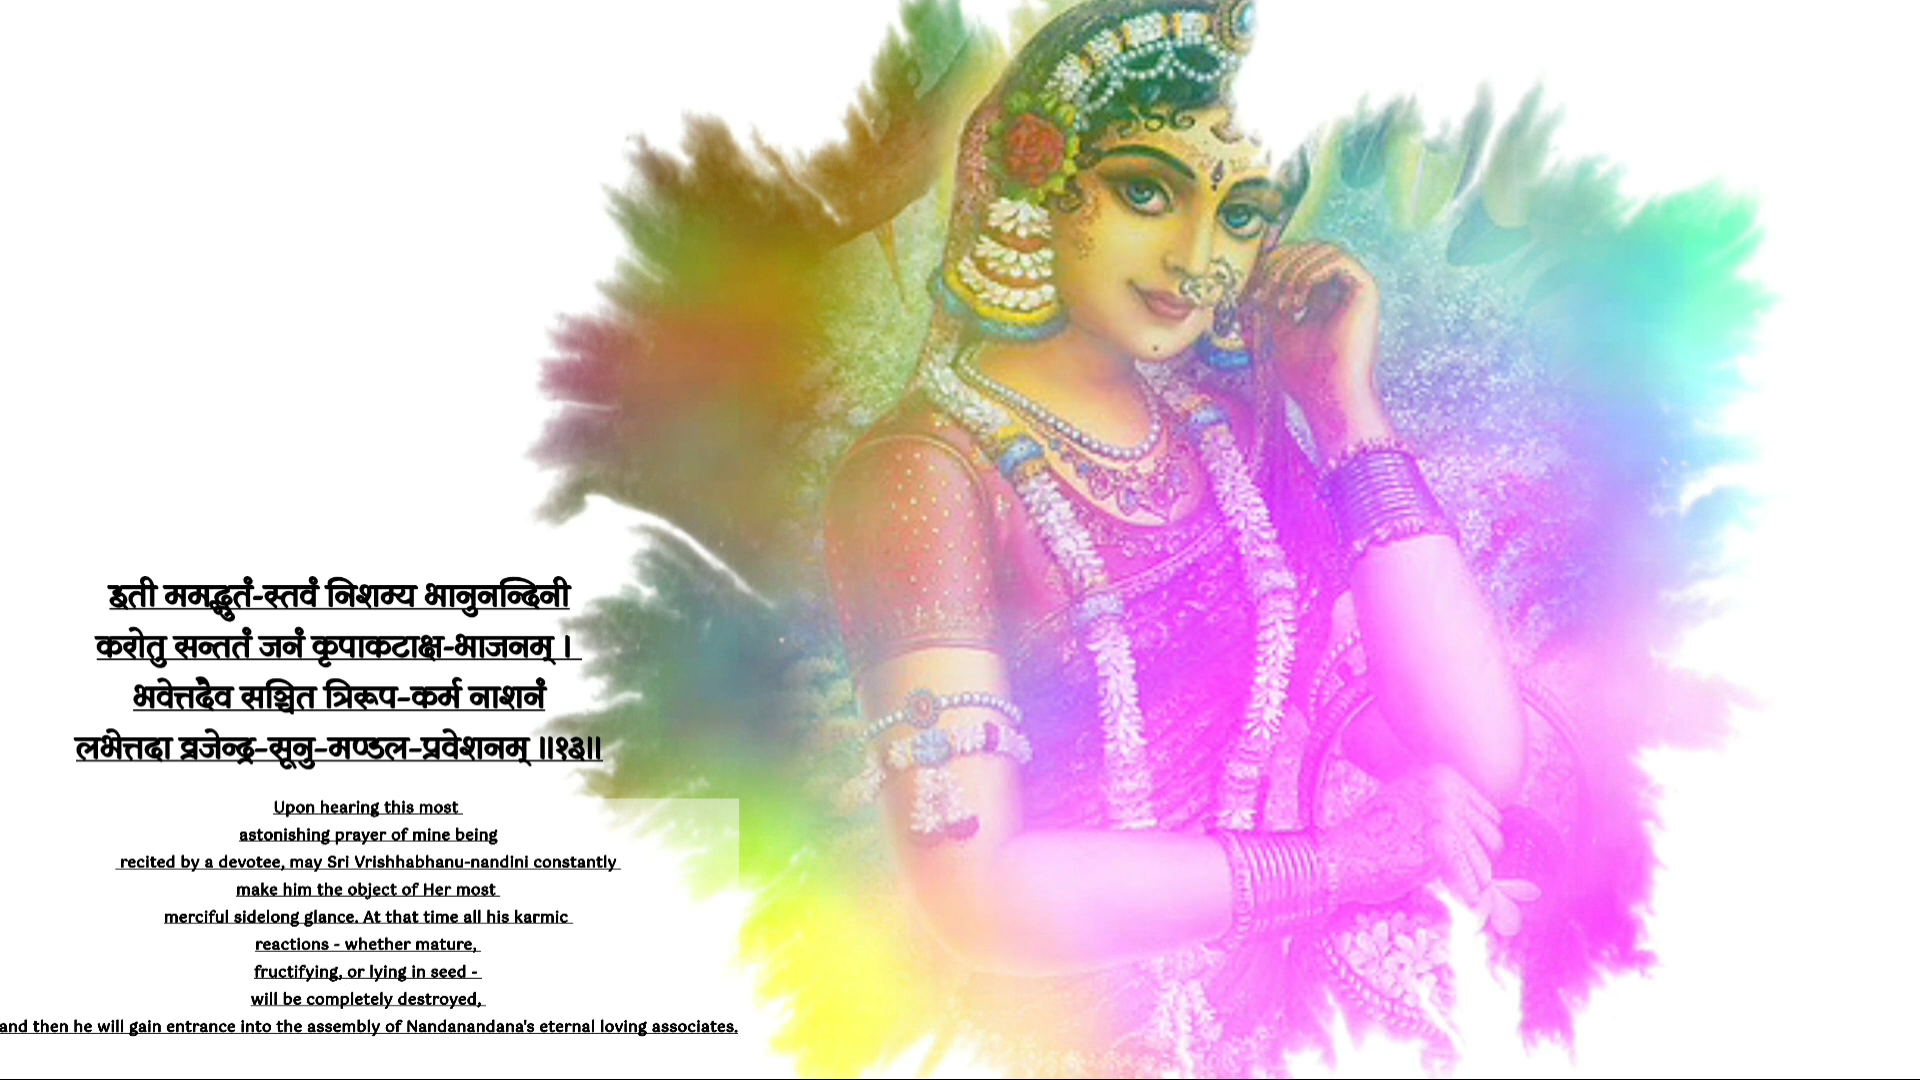 इती ममद्भुतं-स्तवं निशम्य भानुनन्दिनी
करोतु सन्ततं जनं कृपाकटाक्ष-भाजनम् ।
भवेत्तदैव सञ्चित त्रिरूप-कर्म नाशनं
लभेत्तदा व्रजेन्द्र-सूनु-मण्डल-प्रवेशनम् ॥१३॥
Upon hearing this most
astonishing prayer of mine being
recited by a devotee, may Sri Vrishhabhanu-nandini constantly
make him the object of Her most
merciful sidelong glance. At that time all his karmic
reactions - whether mature,
fructifying, or lying in seed -
will be completely destroyed,
and then he will gain entrance into the assembly of Nandanandana's eternal loving associates.